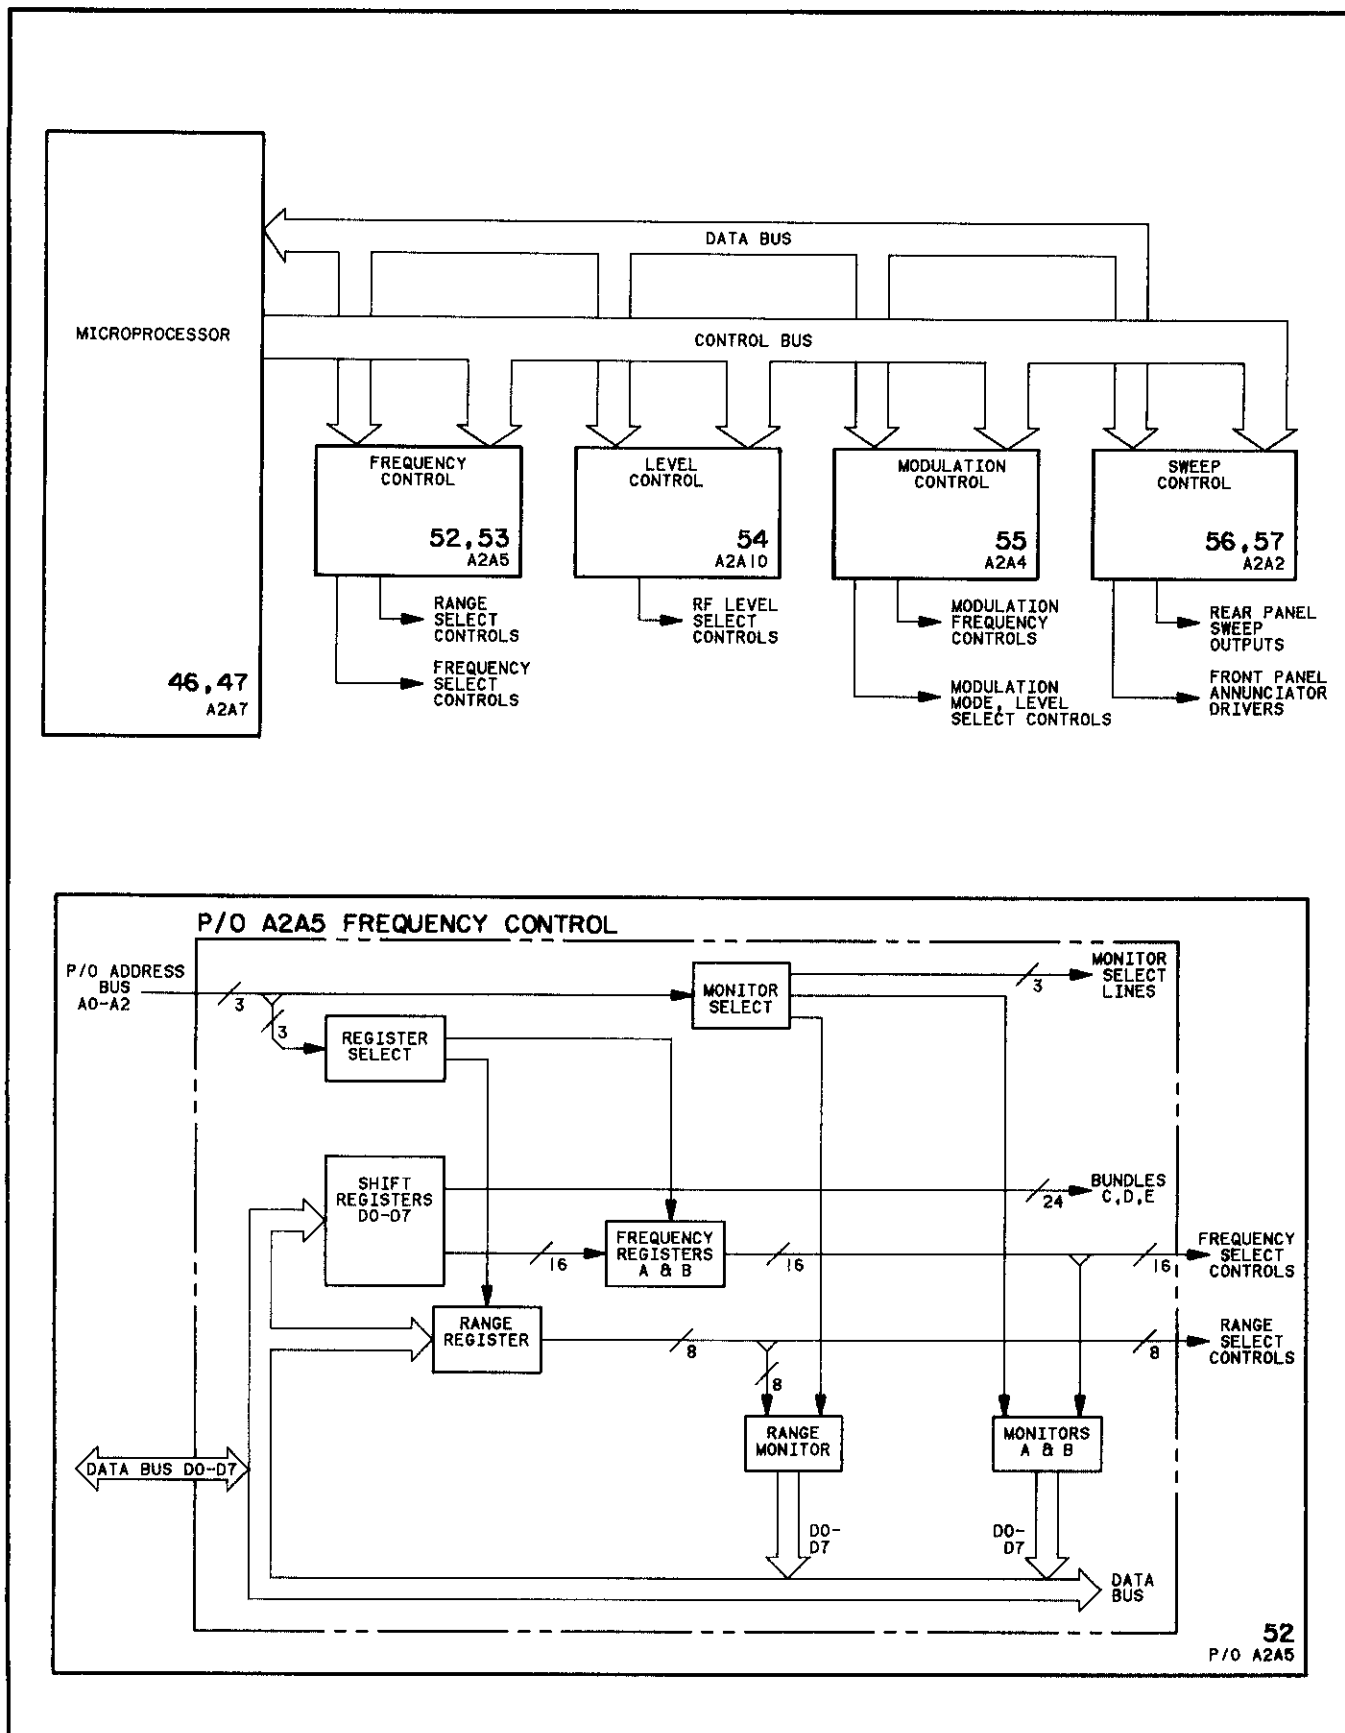 DATA BUS
MICROPROCESSOR
CONTROL BUS
FREQUENCY
CONTROL
52,53
A2A5
LEVEL
CONTROL
54
A2A10
MODULATION
CONTROL
55
A2A4
SWEEP
CONTROL
56,57
A2A2
46,47
A2A7
RANGE
SELECT
CONTROLS
FREQUENCY
SELECT
CONTROLS
RF LEVEL
SELECT
CONTROLS
MODULATION
FREQUENCY
CONTROLS
MODULATION
MODE, LEVEL
SELECT CONTROLS
REAR PANEL
SWEEP
OUTPUTS
FRONT PANEL
ANNUNCIATOR
DRIVERS
P/O A2A5 FREQUENCY CONTROL
P/O ADDRESS
BUS
A0-A2
3
3
REGISTER
SELECT
MONITOR
SELECT
3
MONITOR
SELECT
LINES
SHIFT
REGISTERS
D0-D7
24
BUNDLES
C,D,E
16
FREQUENCY
REGISTERS
A & B
16
16
FREQUENCY
SELECT
CONTROLS
RANGE
REGISTER
8
8
8
RANGE
SELECT
CONTROLS
RANGE
MONITOR
MONITORS
A & B
DATA BUS D0-D7
D0-
D7
D0-
D7
DATA
BUS
52
P/O A2A5